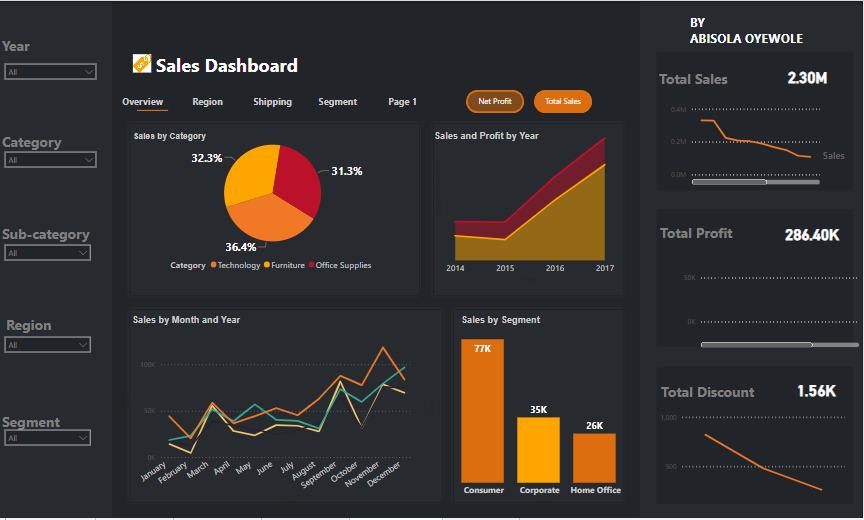 BY
ABISOLA OYEWOLE
Sales Dashboard
Overview Region Shipping Segment Page 1 Net Profit Total Sales
Year
All
Category
All
Sub-category
All
Region
All
Segment
All
Sales by Category
32.3%
31.3%
36.4%
Category Technology Furniture Office Supplies
Sales and Profit by Year
2014 2015 2016 2017
Sales by Month and Year
100K
50K
0K
January February March April May June July August September October November December
Sales by Segment
77K
35K
26K
Consumer Corporate Home Office
Total Sales 2.30M
0.4M
0.2M
0.0M
Sales
Total Profit 286.40K
50K
0K
Total Discount 1.56K
1,000
500